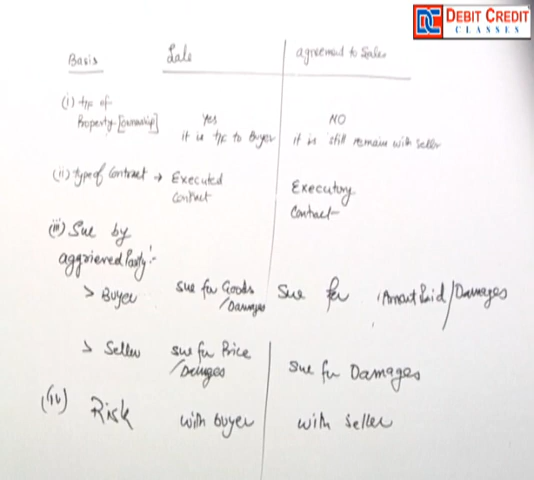 DC DEBIT CREDIT
CLASSES
Basis Sale agreement to Sales
(i) t/f of
Property-[ownership] Yes NO
it is t/f to Buyer it is still remain with seller
(ii) type of Contract → Executed Executory
Contract Contract-
(iii) Sue by
aggrieved Party:-
> Buyer Sue for Goods Sue for Amount Paid/Damages
/Damages
> Seller Sue for Price Sue for Damages
(iv) Risk with buyer with seller